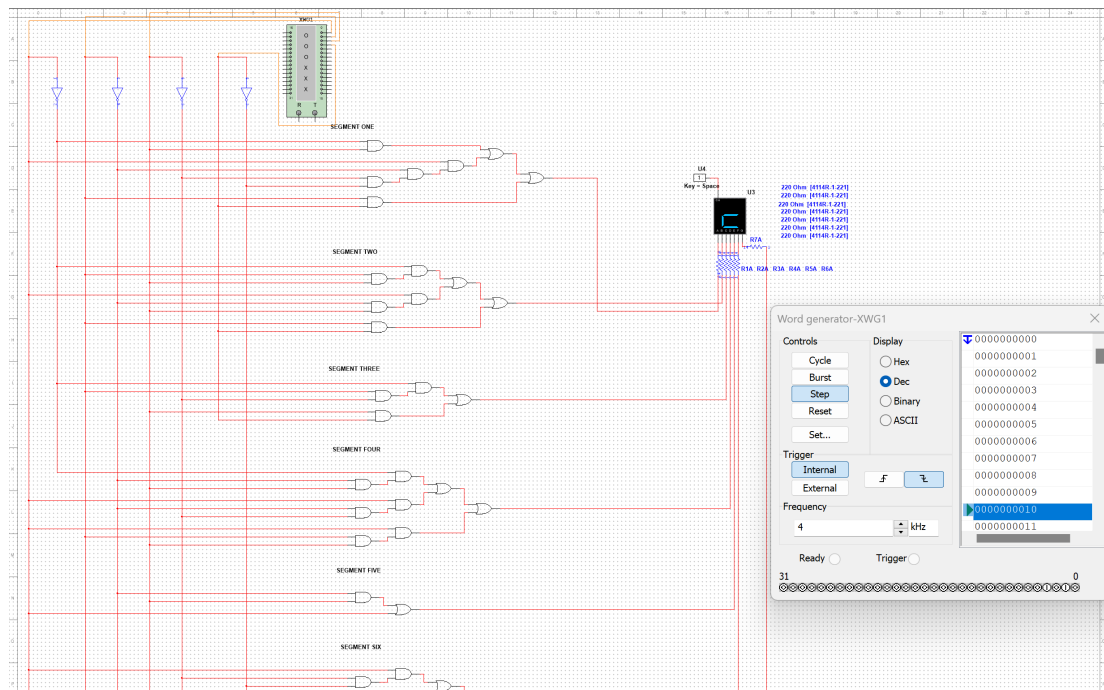 XWG1
O
O
O
X
X
X
R T
SEGMENT ONE
U4
1
Key = Space
U3
220 Ohm [4114R-1-221]
220 Ohm [4114R-1-221]
220 Ohm [4114R-1-221]
220 Ohm [4114R-1-221]
220 Ohm [4114R-1-221]
220 Ohm [4114R-1-221]
220 Ohm [4114R-1-221]
R7A
SEGMENT TWO
R1A R2A R3A R4A R5A R6A
SEGMENT THREE
SEGMENT FOUR
SEGMENT FIVE
SEGMENT SIX
Word generator-XWG1
Controls
Cycle
Burst
Step
Reset
Set...
Display
Hex
Dec
Binary
ASCII
Trigger
Internal
External
Frequency
4 kHz
Ready Trigger
0000000000
0000000001
0000000002
0000000003
0000000004
0000000005
0000000006
0000000007
0000000008
0000000009
0000000010
0000000011
31 0